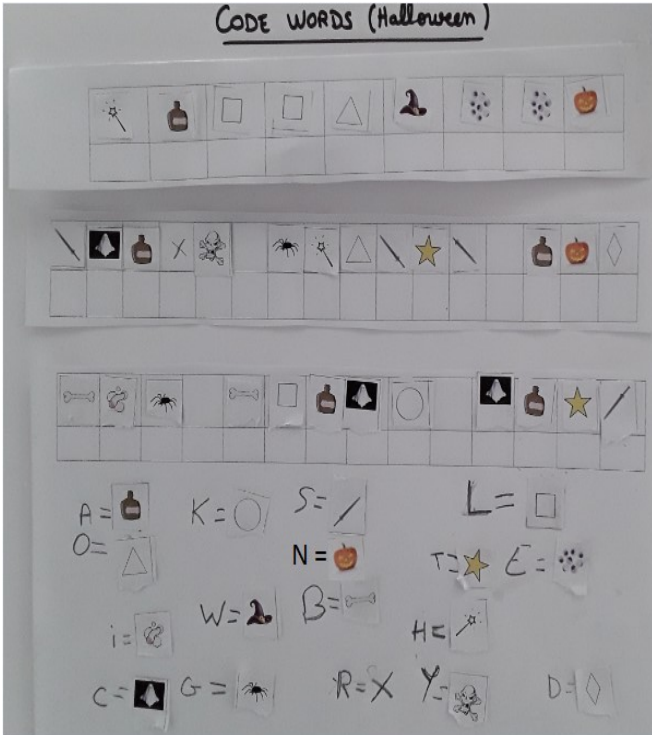 CODE WORDS (Halloween)
A= K= S= L=
O= N= T= E=
i= W= B= H=
C= G= R=X Y= D=